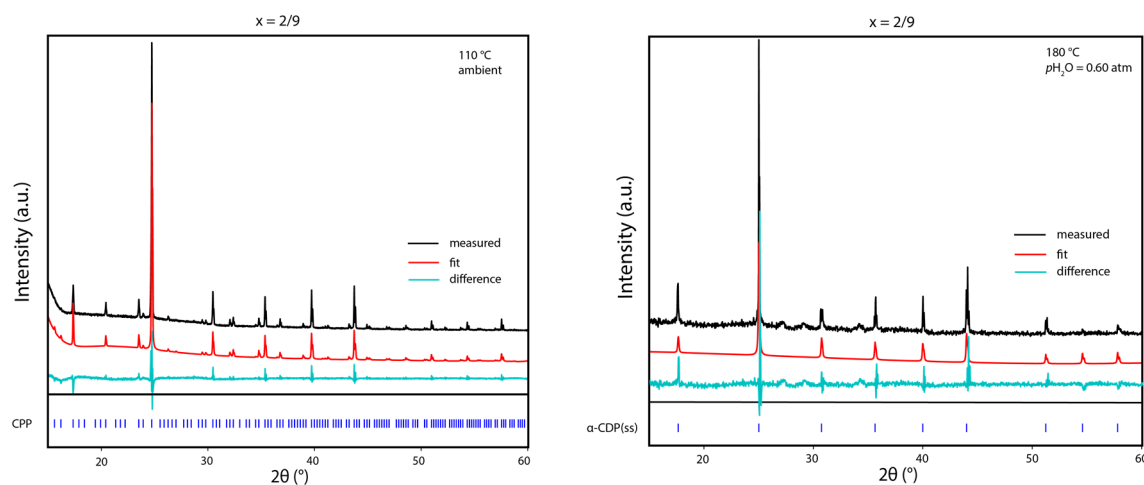 x = 2/9
110 °C
ambient
Intensity (a.u.)
measured
fit
difference
CPP
20
30
40
50
60
2θ (°)
x = 2/9
180 °C
pH₂O = 0.60 atm
Intensity (a.u.)
measured
fit
difference
α-CDP(ss)
20
30
40
50
60
2θ (°)